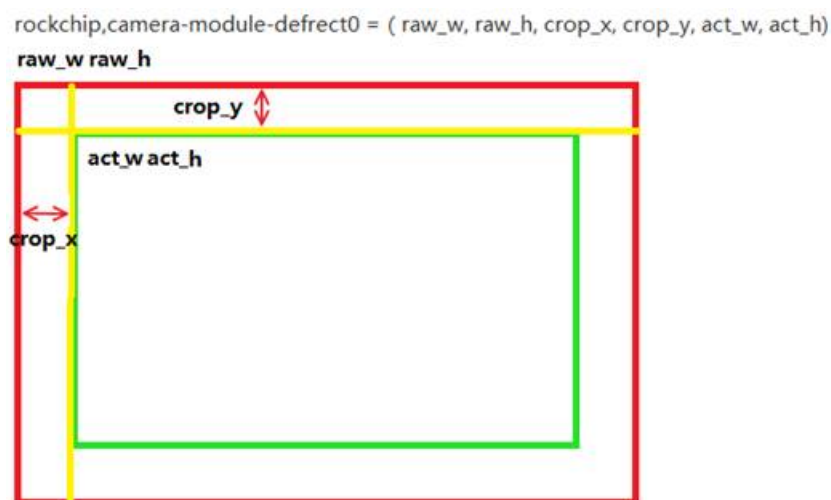 rockchip,camera-module-defrect0 = ( raw_w, raw_h, crop_x, crop_y, act_w, act_h)
raw_w raw_h
crop_y
act_w act_h
crop_x